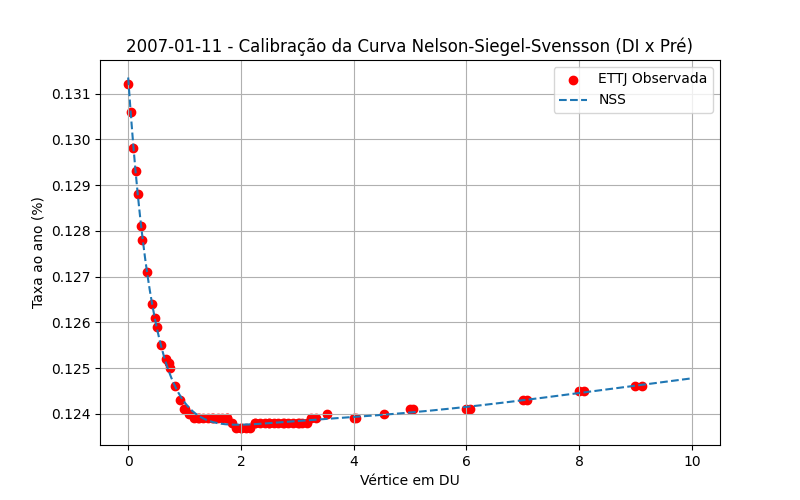 2007-01-11 - Calibração da Curva Nelson-Siegel-Svensson (DI x Pré)
ETTJ Observada
NSS
Taxa ao ano (%)
0.131
0.130
0.129
0.128
0.127
0.126
0.125
0.124
0 2 4 6 8 10
Vértice em DU